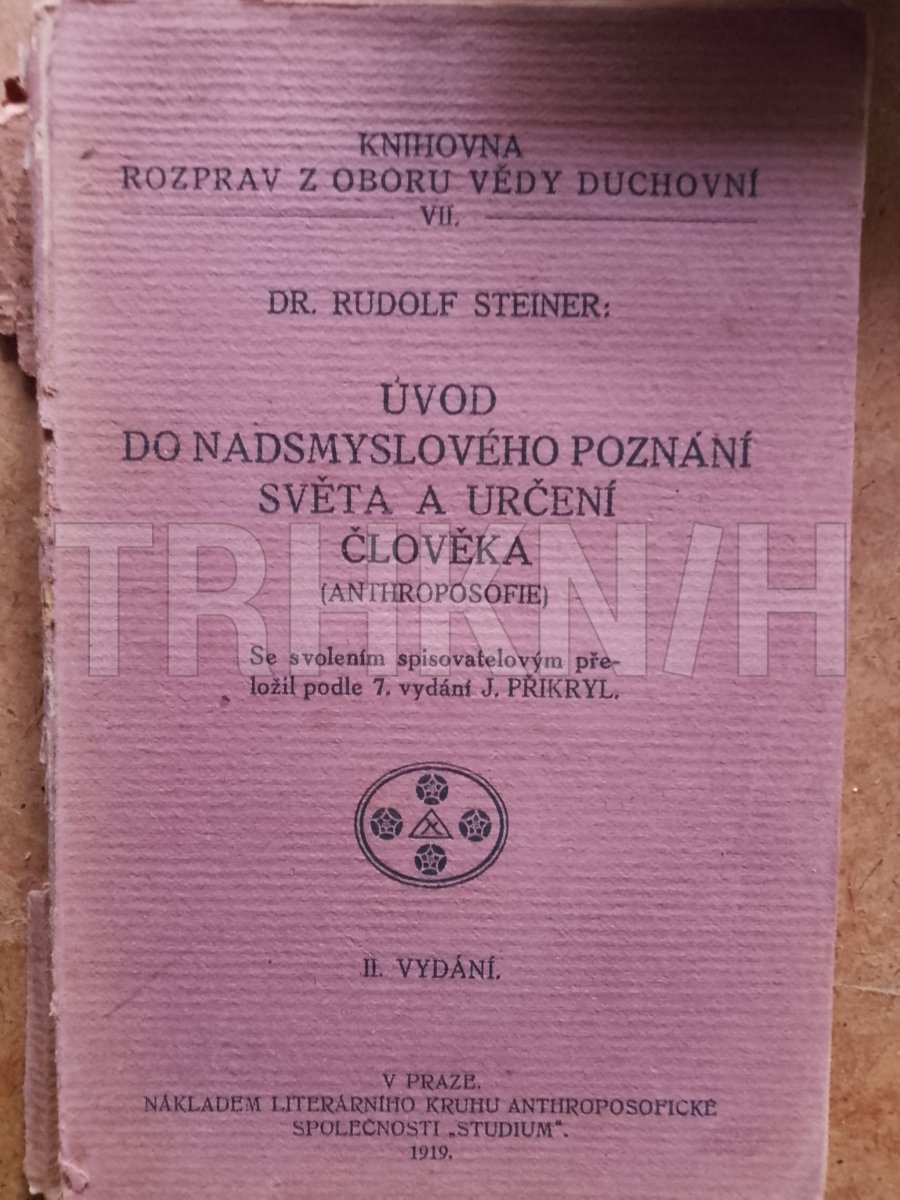 KNIHOVNA
ROZPRAV Z OBORU VĚDY DUCHOVNÍ
VII.
DR. RUDOLF STEINER:
ÚVOD
DO NADSMYSLOVÉHO POZNÁNÍ
SVĚTA A URČENÍ
ČLOVĚKA
(ANTHROPOSOFIE)
TRHKN/H
Se svolením spisovatelovým pře-
ložil podle 7. vydání J. PŘIKRYL.
II. VYDÁNÍ.
V PRAZE.
NÁKLADEM LITERÁRNÍHO KRUHU ANTHROPOSOFICKÉ
SPOLEČNOSTI „STUDIUM“.
1919.